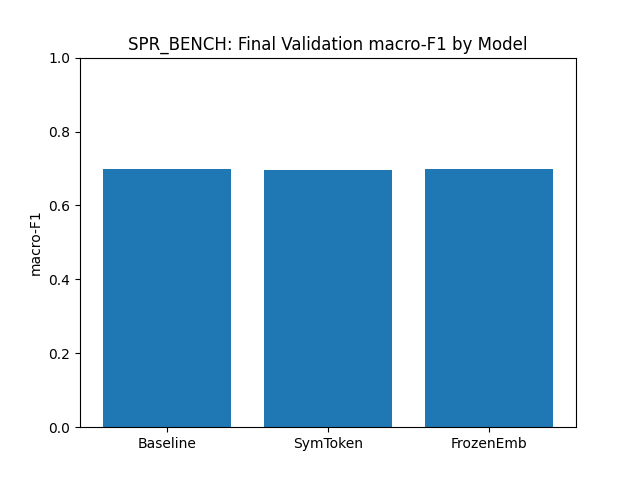 SPR_BENCH: Final Validation macro-F1 by Model
macro-F1
1.0
0.8
0.6
0.4
0.2
0.0
Baseline
SymToken
FrozenEmb